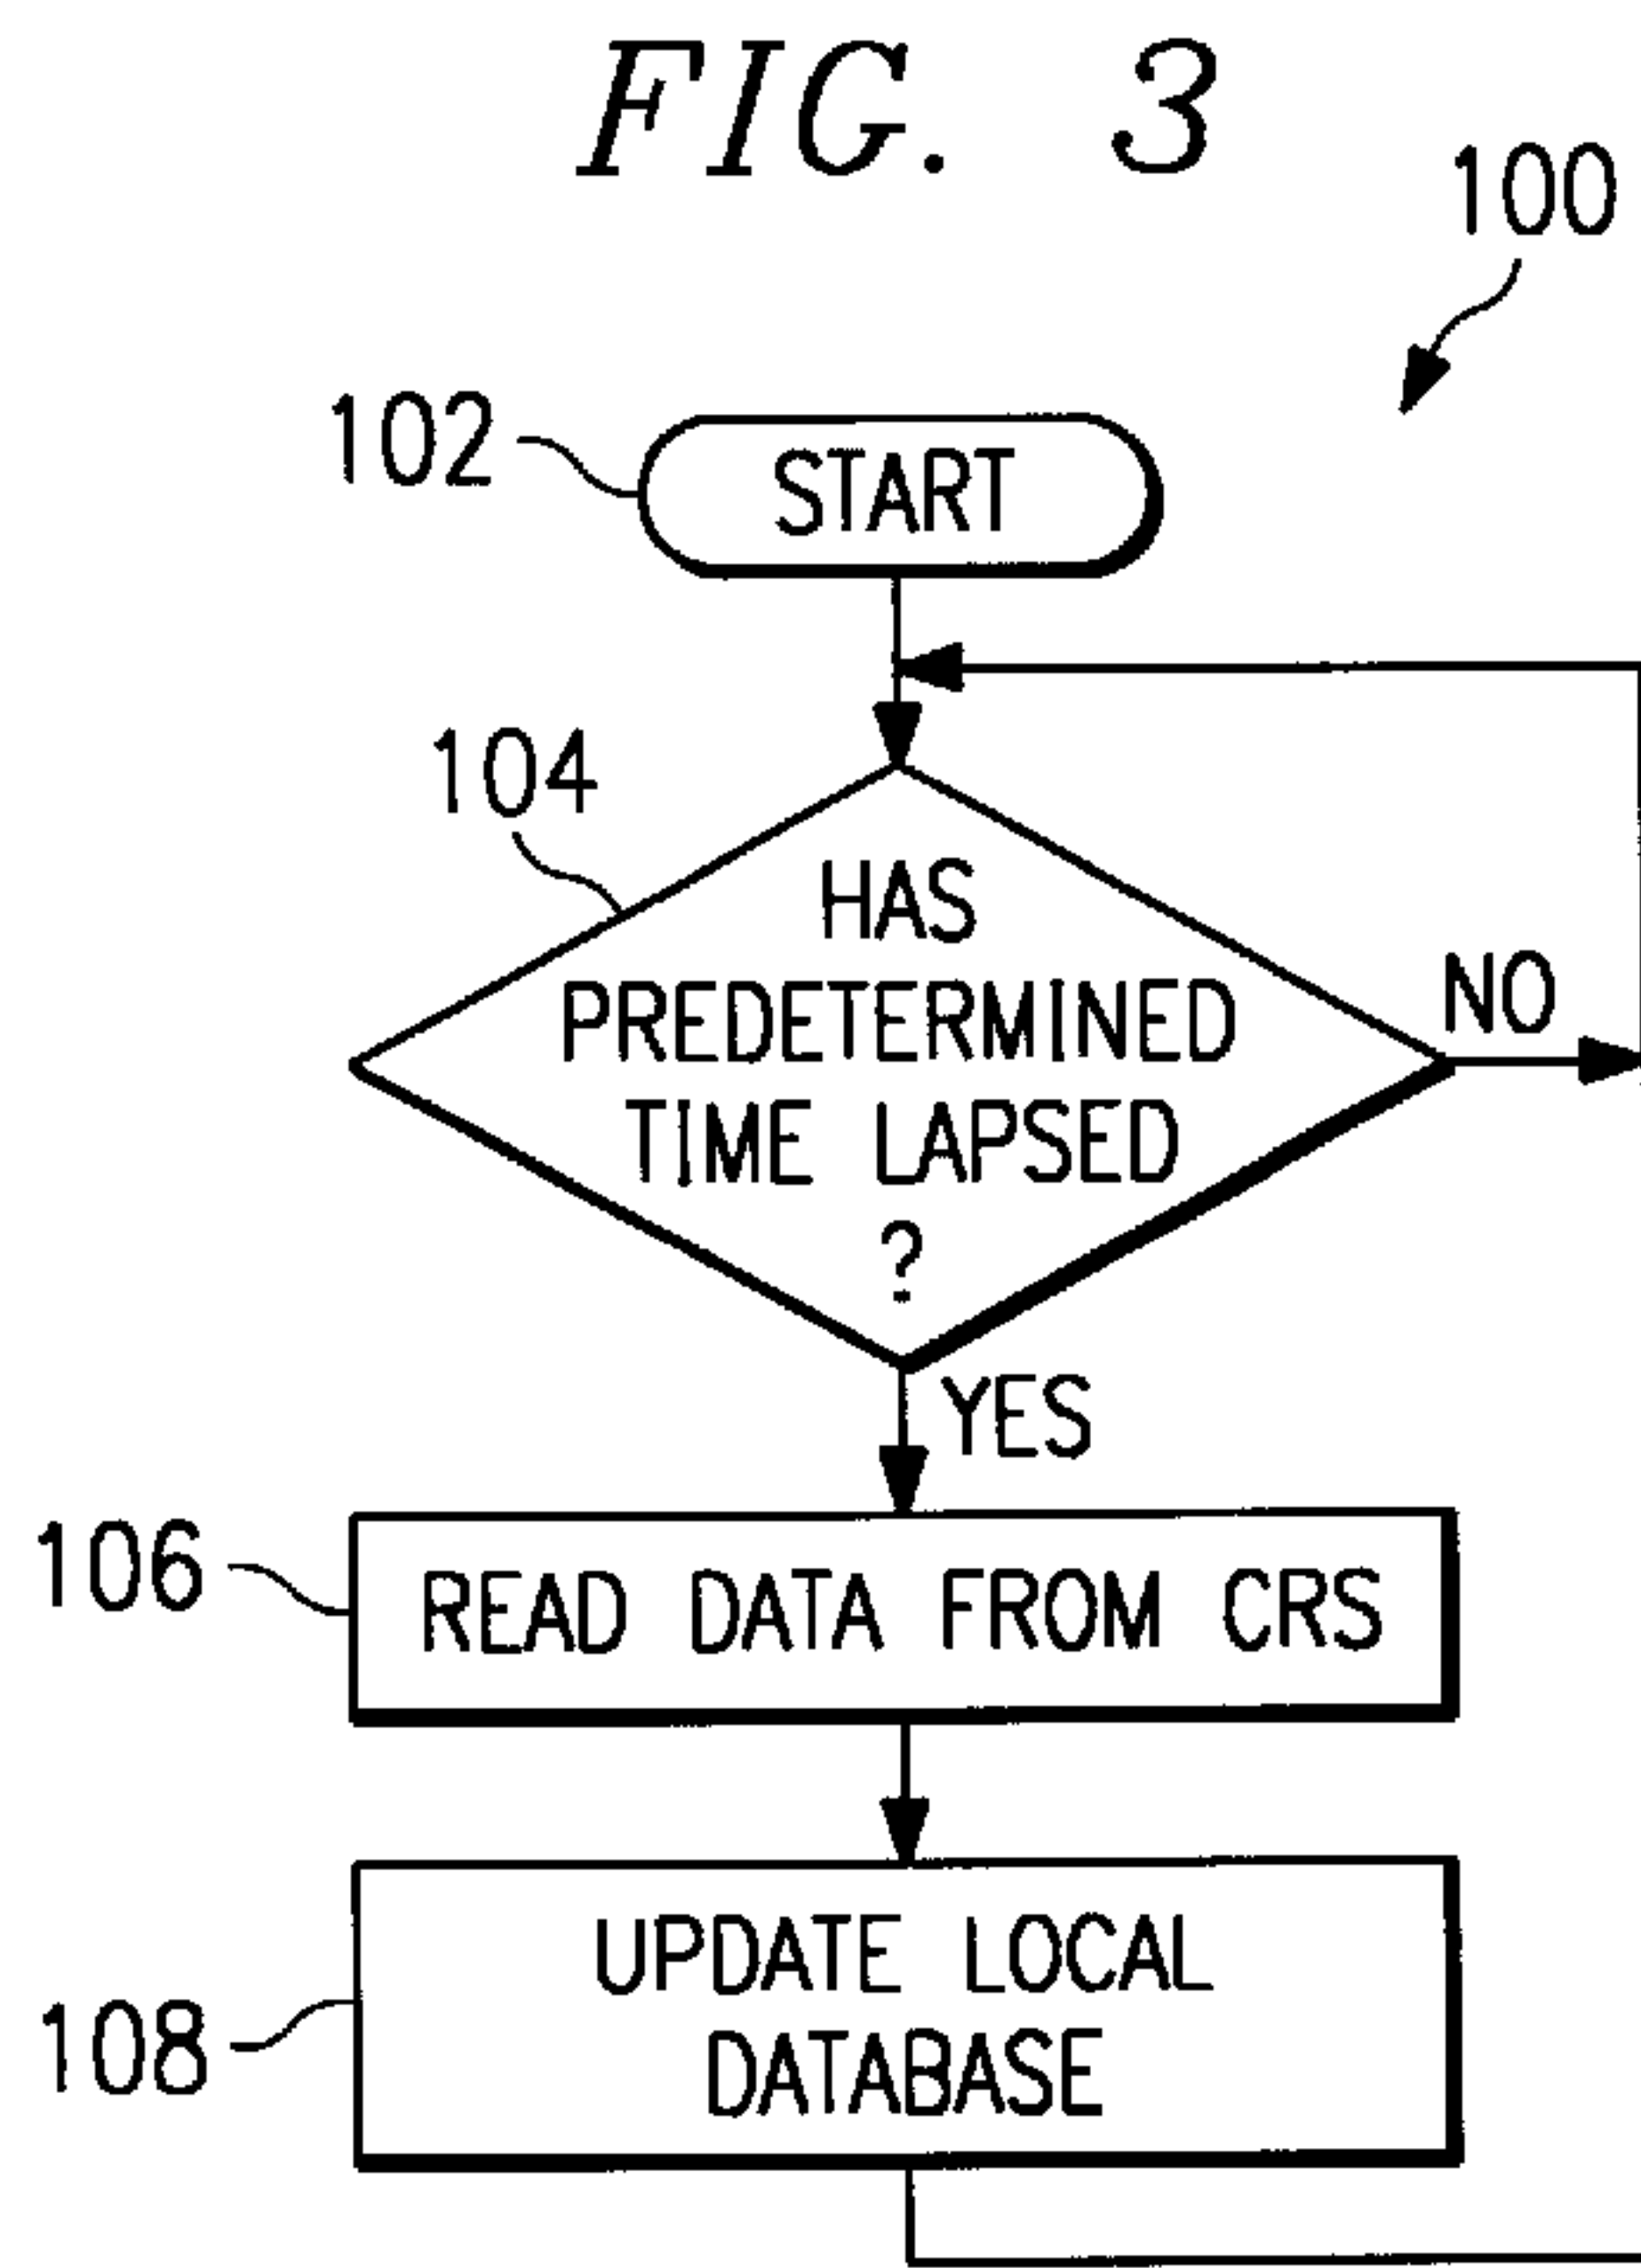 FIG. 3
100
102
START
104
HAS
PREDETERMINED
TIME LAPSED
?
NO
YES
106
READ DATA FROM CRS
108
UPDATE LOCAL
DATABASE